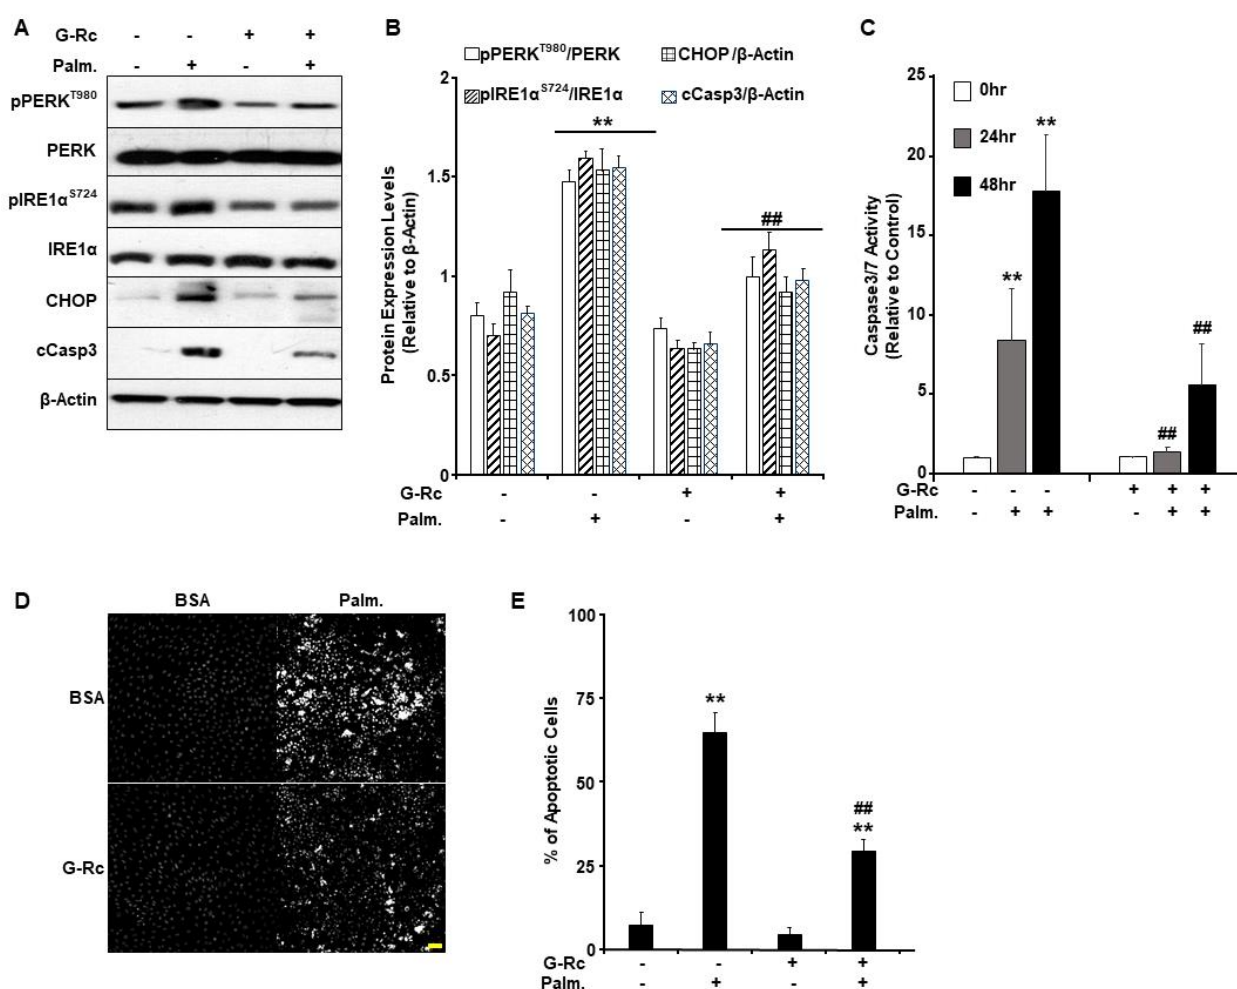 A
G-Rc - - + +
Palm. - + - +
pPERKT980
PERK
pIRE1αS724
IRE1α
CHOP
cCasp3
β-Actin
B
pPERKT980/PERK
CHOP/β-Actin
pIRE1αS724/IRE1α
cCasp3/β-Actin
Protein Expression Levels
(Relative to β-Actin)
2
1.5
1
0.5
0
**
##
G-Rc - - + +
Palm. - + - +
C
0hr
24hr
48hr
Caspase3/7 Activity
(Relative to Control)
25
20
15
10
5
0
**
**
##
##
G-Rc - - - + + +
Palm. - + + - + +
D
BSA Palm.
BSA
G-Rc
E
% of Apoptotic Cells
100
75
50
25
0
**
##
**
G-Rc - - + +
Palm. - + - +